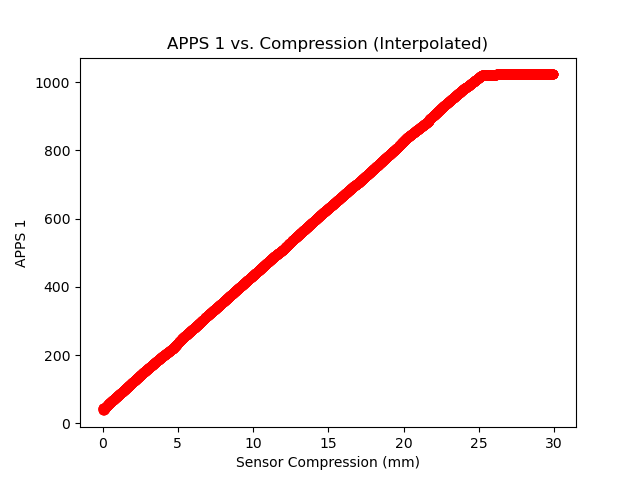 APPS 1 vs. Compression (Interpolated)
1000
800
600
400
200
0
APPS 1
0 5 10 15 20 25 30
Sensor Compression (mm)